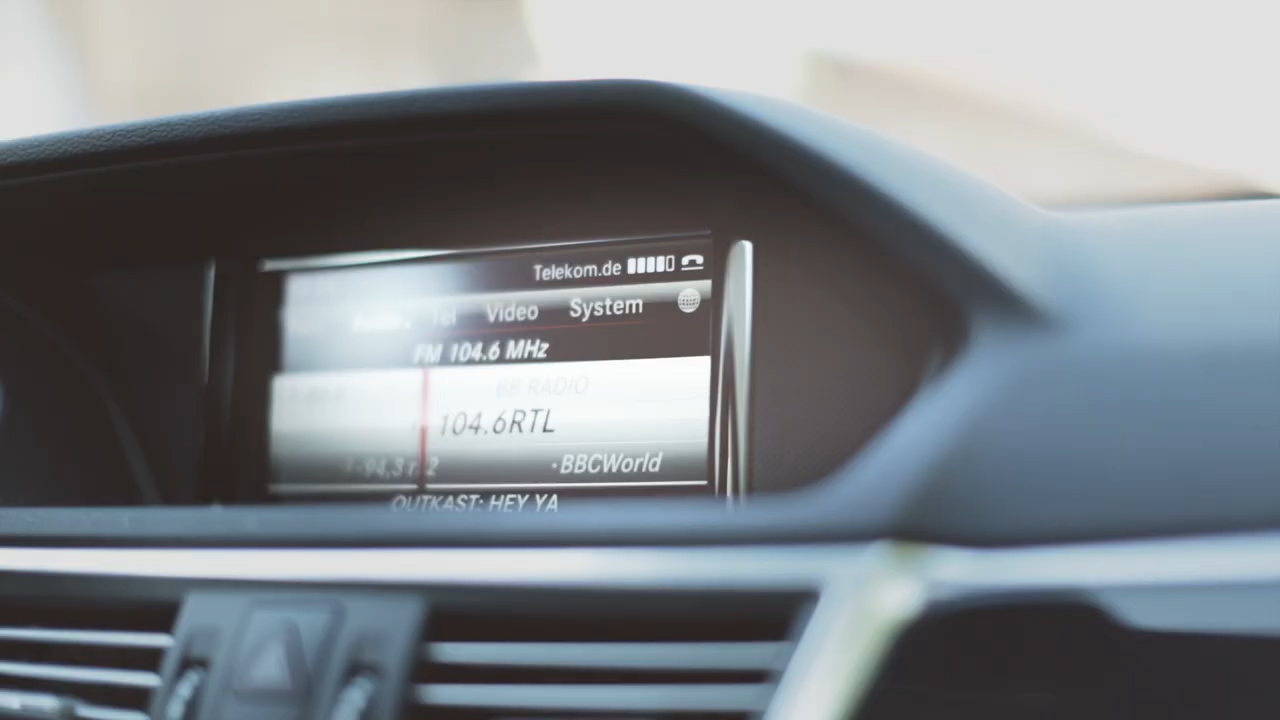 Telekom.de
Tel Video System
FM 104.6 MHz
BB RADIO
104.6RTL
·BBCWorld
OUTKAST: HEY YA